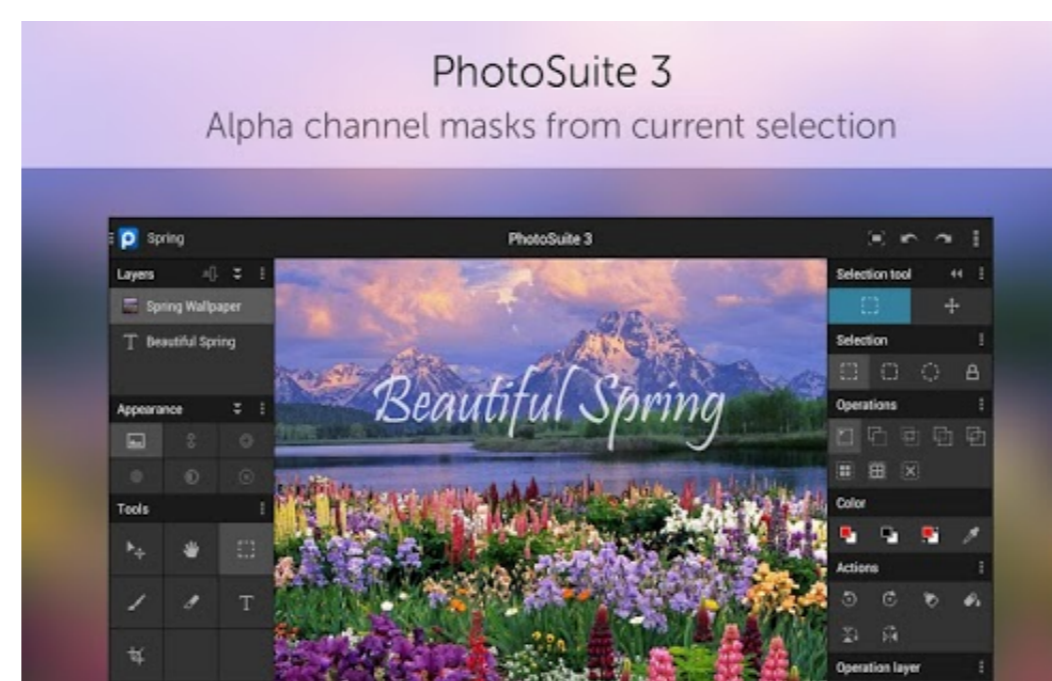 PhotoSuite 3
Alpha channel masks from current selection
Spring
PhotoSuite 3
Layers
Spring Wallpaper
T Beautiful Spring
Appearance
Tools
T
Beautiful Spring
Selection tool
Selection
Operations
Color
Actions
Operation layer